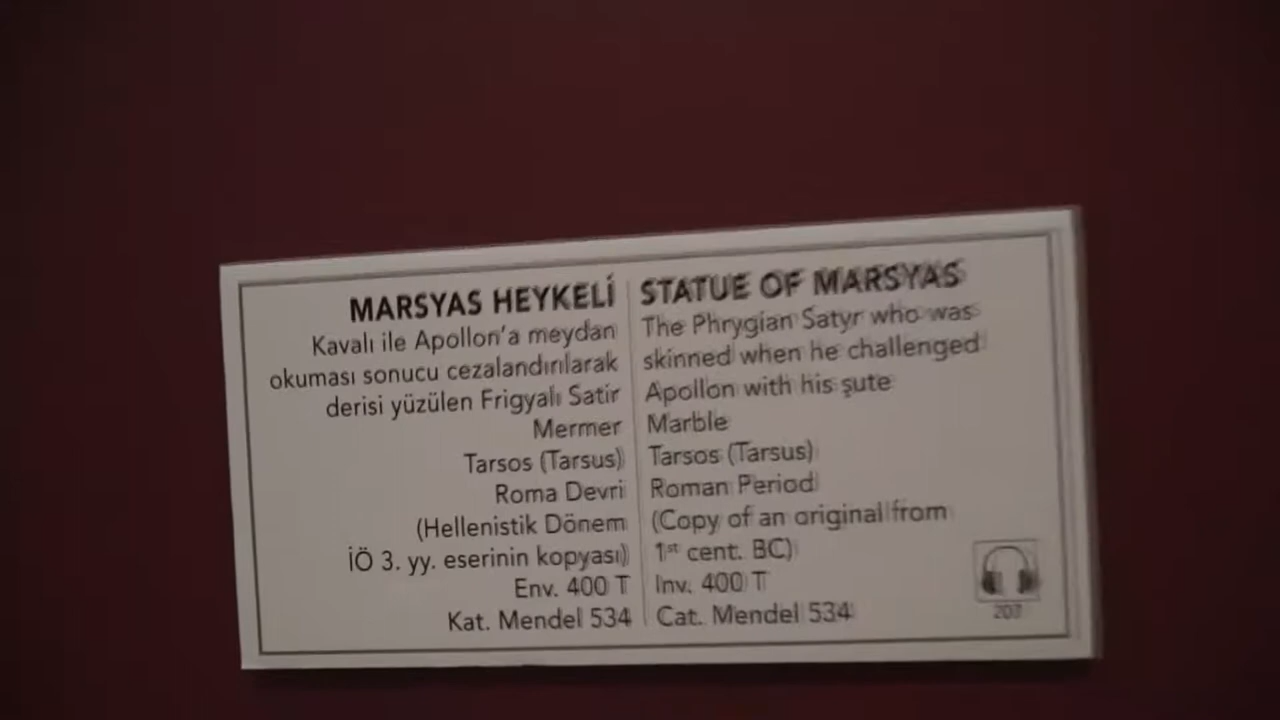 MARSYAS HEYKELİ
Kavalı ile Apollon'a meydan
okuması sonucu cezalandırılarak
derisi yüzülen Frigyalı Satir
Mermer
Tarsos (Tarsus)
Roma Devri
(Hellenistik Dönem
İÖ 3. yy. eserinin kopyası)
Env. 400 T
Kat. Mendel 534
STATUE OF MARSYAS
The Phrygian Satyr who was
skinned when he challenged
Apollon with his şute
Marble
Tarsos (Tarsus)
Roman Period
(Copy of an original from
1st cent. BC)
Inv. 400 T
Cat. Mendel 534
203